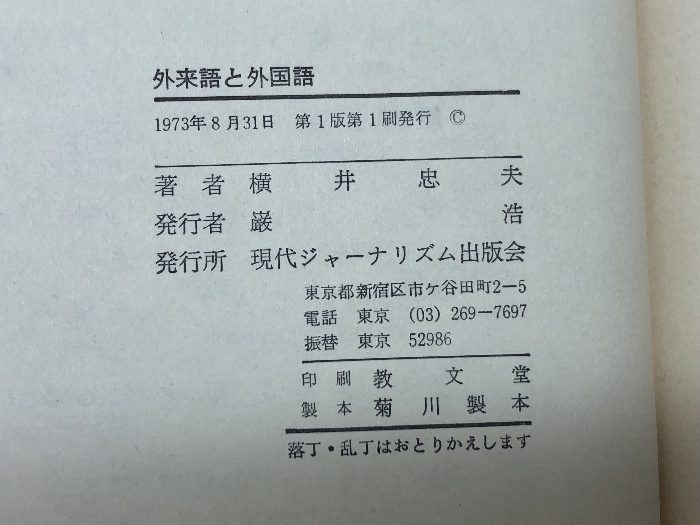 外来語と外国語
1973年8月31日 第1版第1刷発行 ©
著者 横井忠夫
発行者 巌浩
発行所 現代ジャーナリズム出版会
東京都新宿区市ケ谷田町2―5
電話 東京 (03) 269―7697
振替 東京 52986
印刷 教文堂
製本 菊川製本
落丁・乱丁はおとりかえします